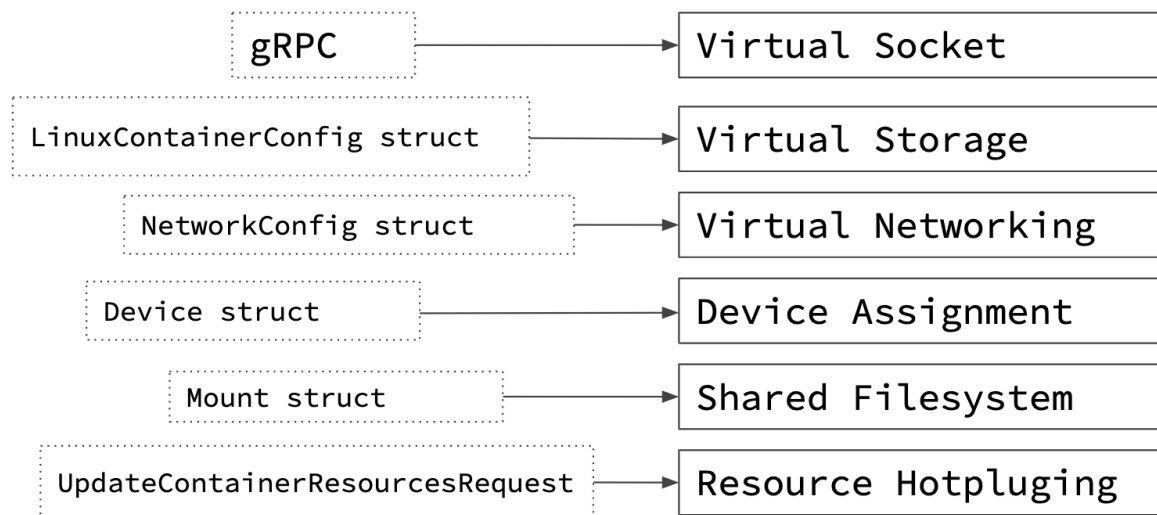 gRPC
Virtual Socket
LinuxContainerConfig struct
Virtual Storage
NetworkConfig struct
Virtual Networking
Device struct
Device Assignment
Mount struct
Shared Filesystem
UpdateContainerResourcesRequest
Resource Hotpluging